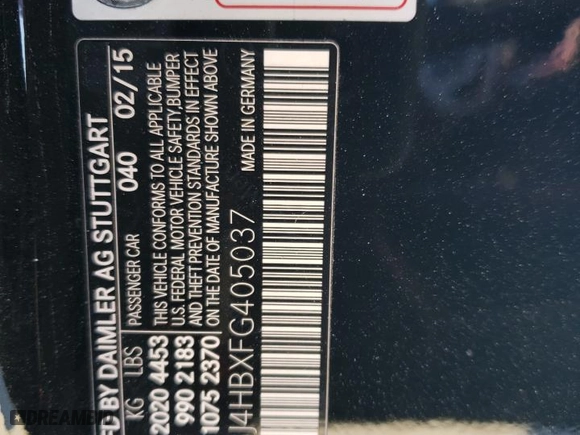 FD BY DAIMLER AG STUTTGART
KG LBS PASSENGER CAR 040 02/15
2020 4453 THIS VEHICLE CONFORMS TO ALL APPLICABLE
990 2183 U.S. FEDERAL MOTOR VEHICLE SAFETY, BUMPER
1075 2370 AND THEFT PREVENTION STANDARDS IN EFFECT
ON THE DATE OF MANUFACTURE SHOWN ABOVE
J4HBXFG405037 MADE IN GERMANY
DREAMBID